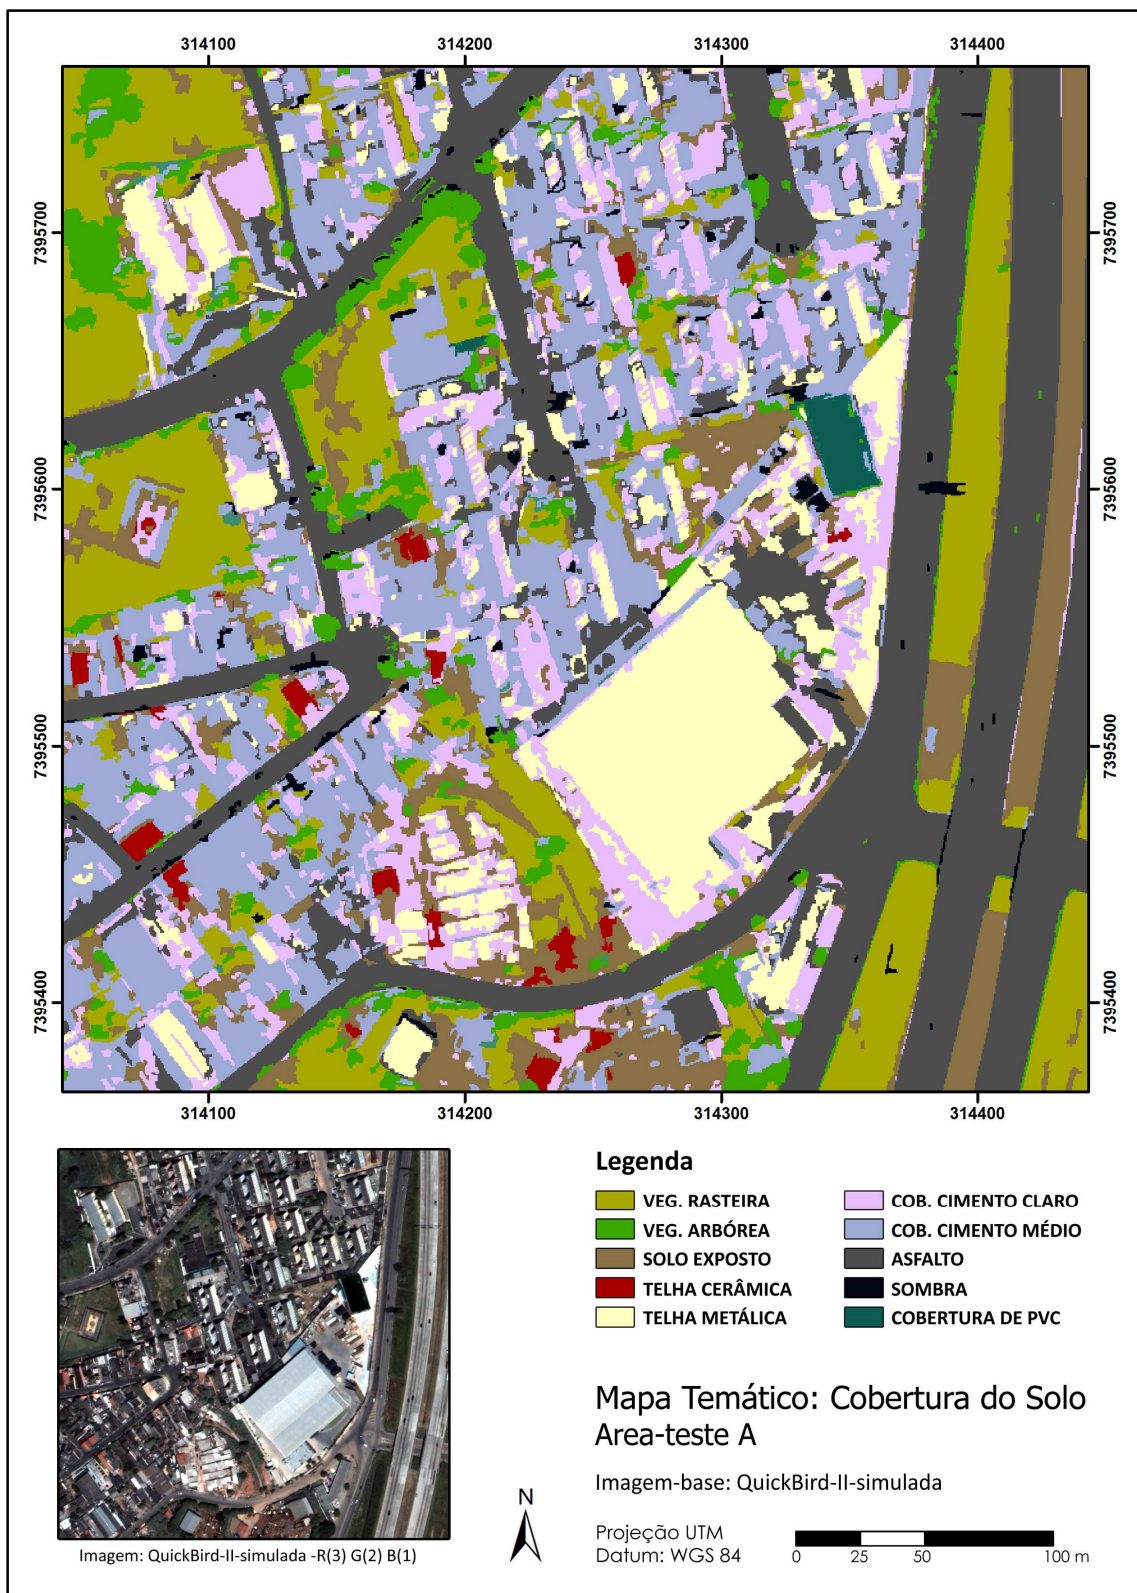 314100 314200 314300 314400
7395700 7395700
7395600 7395600
7395500 7395500
7395400 7395400
314100 314200 314300 314400
Legenda
VEG. RASTEIRA COB. CIMENTO CLARO
VEG. ARBÓREA COB. CIMENTO MÉDIO
SOLO EXPOSTO ASFALTO
TELHA CERÂMICA SOMBRA
TELHA METÁLICA COBERTURA DE PVC
Mapa Temático: Cobertura do Solo
Area-teste A
Imagem-base: QuickBird-II-simulada
N
Projeção UTM
Datum: WGS 84
0 25 50 100 m
Imagem: QuickBird-II-simulada -R(3) G(2) B(1)